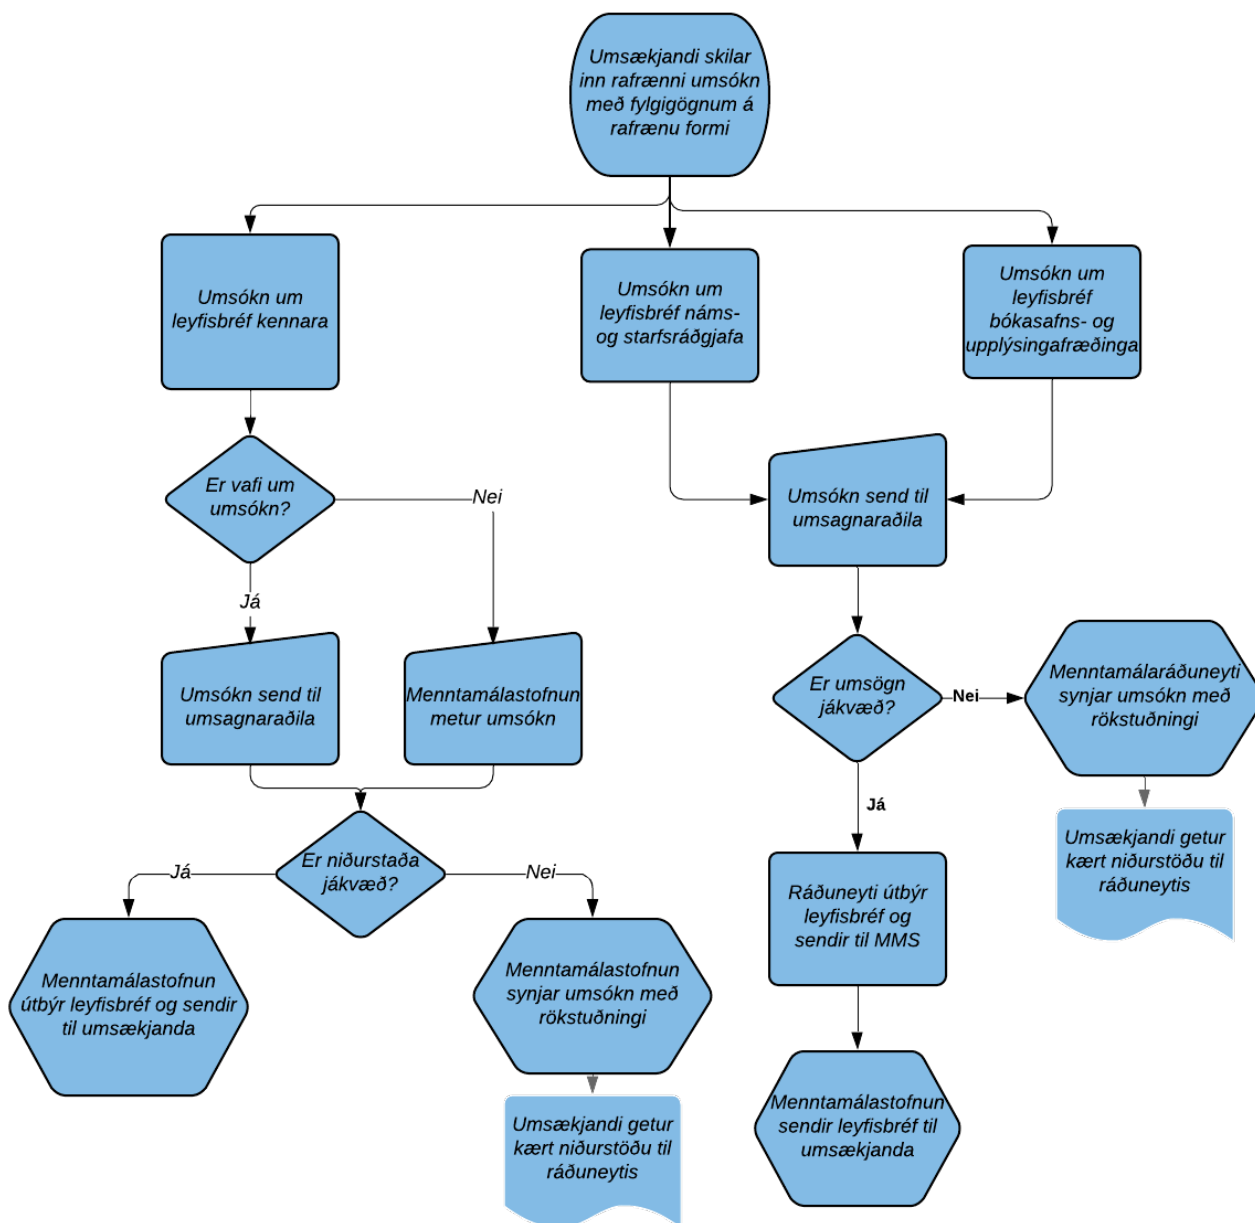 Umsækjandi skilar
inn rafrænni umsókn
með fylgigögnum á
rafrænu formi
Umsókn um
leyfisbréf kennara
Umsókn um
leyfisbréf náms-
og starfsráðgjafa
Umsókn um
leyfisbréf
bókasafns- og
upplýsingafræðinga
Er vafi um
umsókn?
Nei
Já
Umsókn send til
umsagnaraðila
Umsókn send til
umsagnaraðila
Menntamálastofnun
metur umsókn
Er umsögn
jákvæð?
Nei
Menntamálaráðuneyti
synjar umsókn með
rökstuðningi
Já
Umsækjandi getur
kært niðurstöðu til
ráðuneytis
Er niðurstaða
jákvæð?
Já
Nei
Ráðuneyti útbýr
leyfisbréf og
sendir til MMS
Menntamálastofnun
útbýr leyfisbréf og sendir
til umsækjanda
Menntamálastofnun
synjar umsókn með
rökstuðningi
Menntamálastofnun
sendir leyfisbréf til
umsækjanda
Umsækjandi getur
kært niðurstöðu til
ráðuneytis